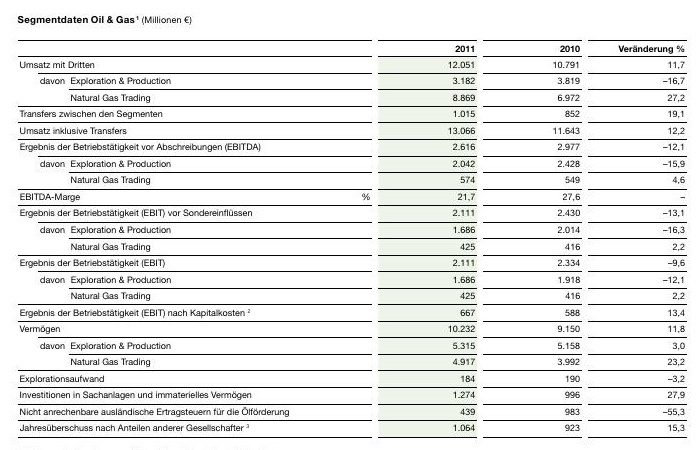 Segmentdaten Oil & Gas¹ (Millionen €)
2011 2010 Veränderung %
Umsatz mit Dritten 12.051 10.791 11,7
davon Exploration & Production 3.182 3.819 –16,7
Natural Gas Trading 8.869 6.972 27,2
Transfers zwischen den Segmenten 1.015 852 19,1
Umsatz inklusive Transfers 13.066 11.643 12,2
Ergebnis der Betriebstätigkeit vor Abschreibungen (EBITDA) 2.616 2.977 –12,1
davon Exploration & Production 2.042 2.428 –15,9
Natural Gas Trading 574 549 4,6
EBITDA-Marge % 21,7 27,6 –
Ergebnis der Betriebstätigkeit (EBIT) vor Sondereinflüssen 2.111 2.430 –13,1
davon Exploration & Production 1.686 2.014 –16,3
Natural Gas Trading 425 416 2,2
Ergebnis der Betriebstätigkeit (EBIT) 2.111 2.334 –9,6
davon Exploration & Production 1.686 1.918 –12,1
Natural Gas Trading 425 416 2,2
Ergebnis der Betriebstätigkeit (EBIT) nach Kapitalkosten ² 667 588 13,4
Vermögen 10.232 9.150 11,8
davon Exploration & Production 5.315 5.158 3,0
Natural Gas Trading 4.917 3.992 23,2
Explorationsaufwand 184 190 –3,2
Investitionen in Sachanlagen und immaterielles Vermögen 1.274 996 27,9
Nicht anrechenbare ausländische Ertragsteuern für die Ölförderung 439 983 –55,3
Jahresüberschuss nach Anteilen anderer Gesellschafter ³ 1.064 923 15,3